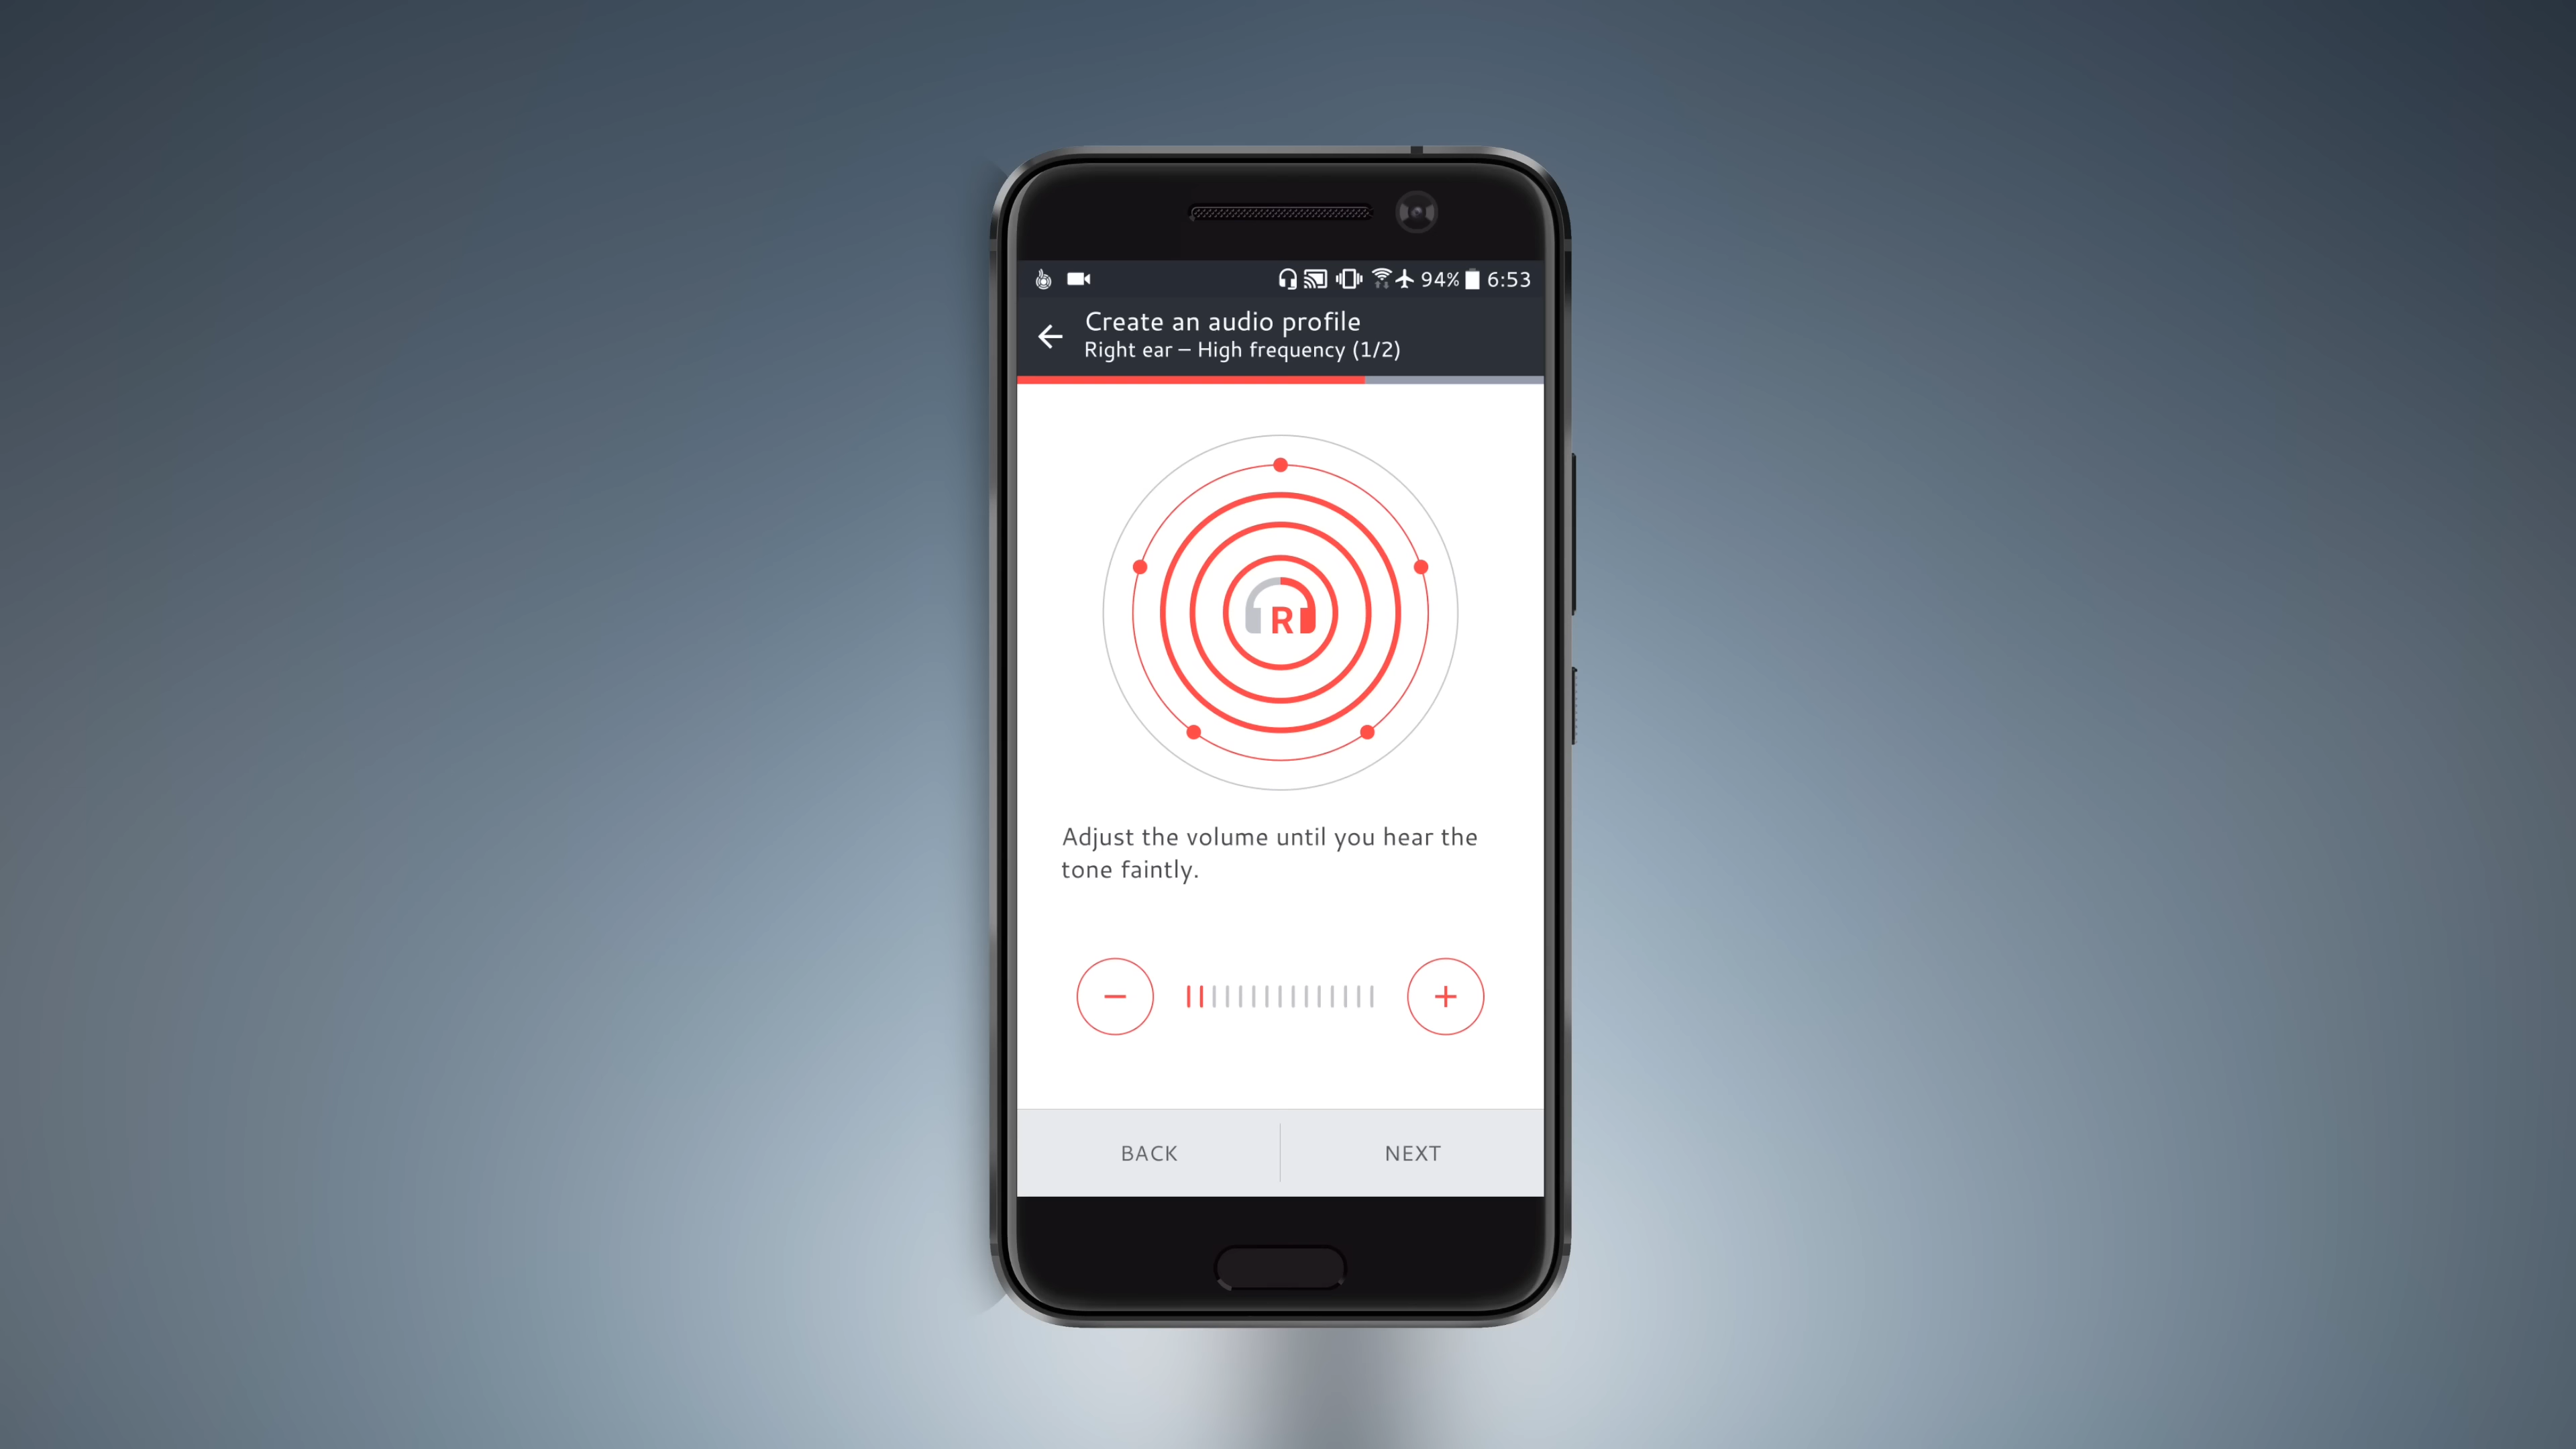 94% 6:53
Create an audio profile
Right ear – High frequency (1/2)
R
Adjust the volume until you hear the
tone faintly.
BACK
NEXT